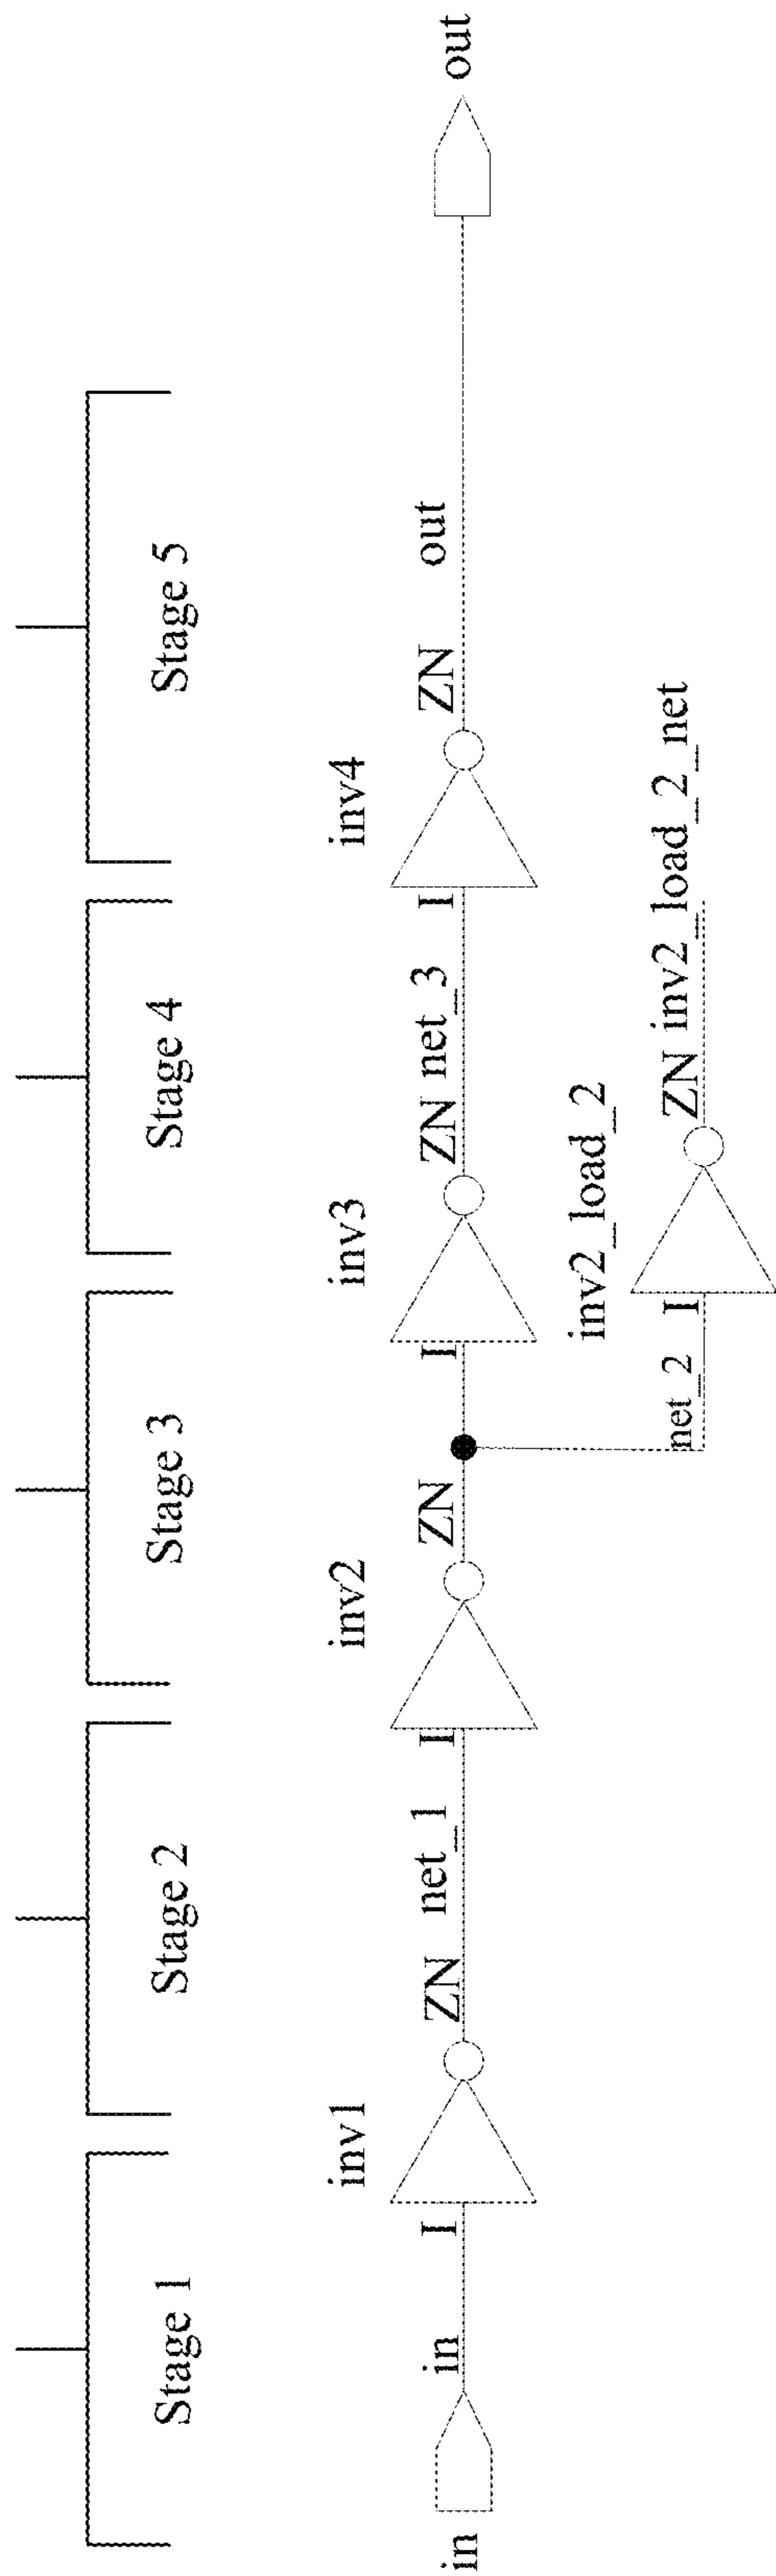 Stage 1
Stage 2
Stage 3
Stage 4
Stage 5
inv1
inv2
inv3
inv4
in
in
I
ZN
net_1
I
ZN
I
ZN
net_3
I
ZN
out
out
inv2_load_2
net_2
I
ZN
inv2_load_2_net